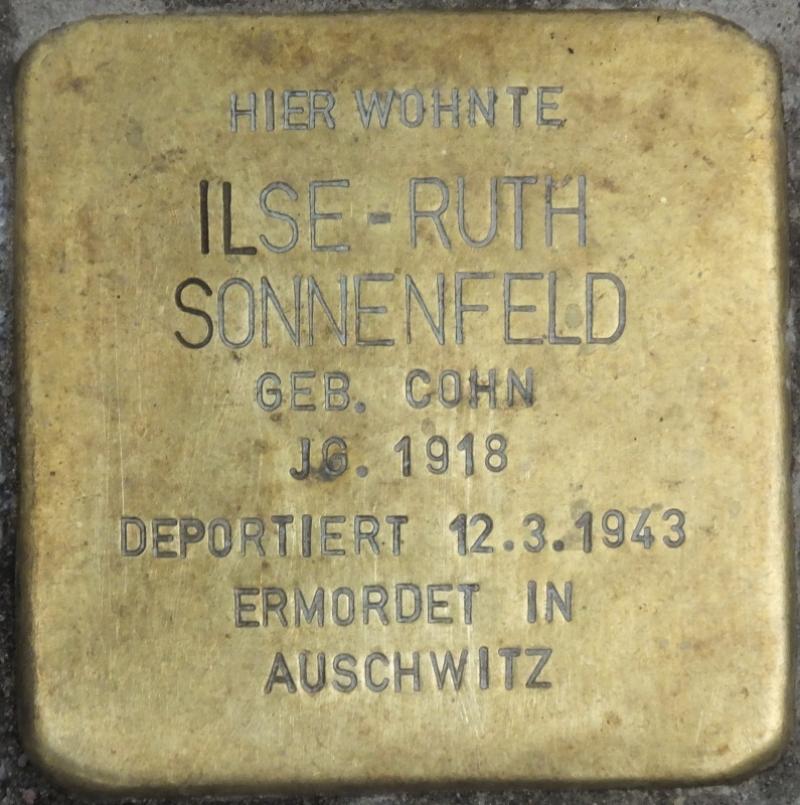 HIER WOHNTE
ILSE-RUTH
SONNENFELD
GEB. COHN
JG. 1918
DEPORTIERT 12.3.1943
ERMORDET IN
AUSCHWITZ